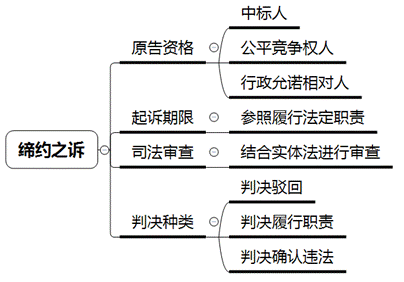 缔约之诉
原告资格
中标人
公平竞争权人
行政允诺相对人
起诉期限
参照履行法定职责
司法审查
结合实体法进行审查
判决种类
判决驳回
判决履行职责
判决确认违法